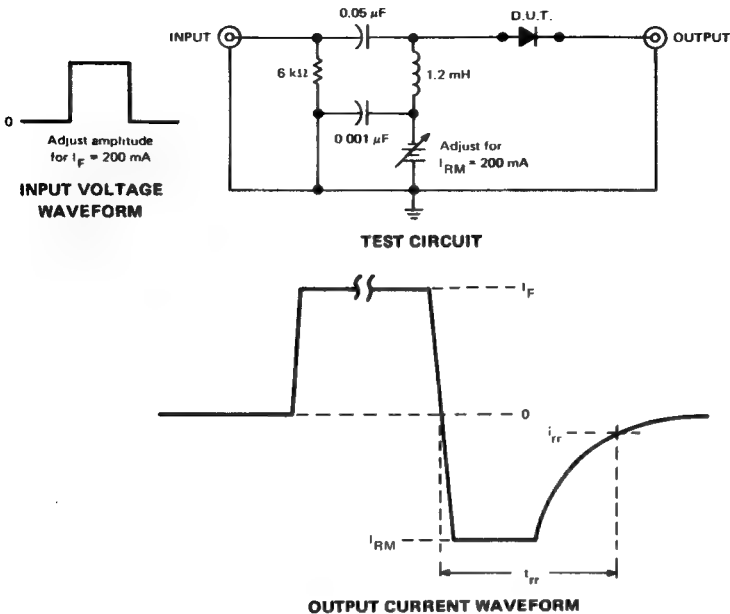 INPUT
0.05 µF
D.U.T.
OUTPUT
6 kΩ
1.2 mH
0
0 001 µF
Adjust amplitude
for IF = 200 mA
Adjust for
IRM = 200 mA
INPUT VOLTAGE
WAVEFORM
TEST CIRCUIT
IF
0
irr
IRM
trr
OUTPUT CURRENT WAVEFORM